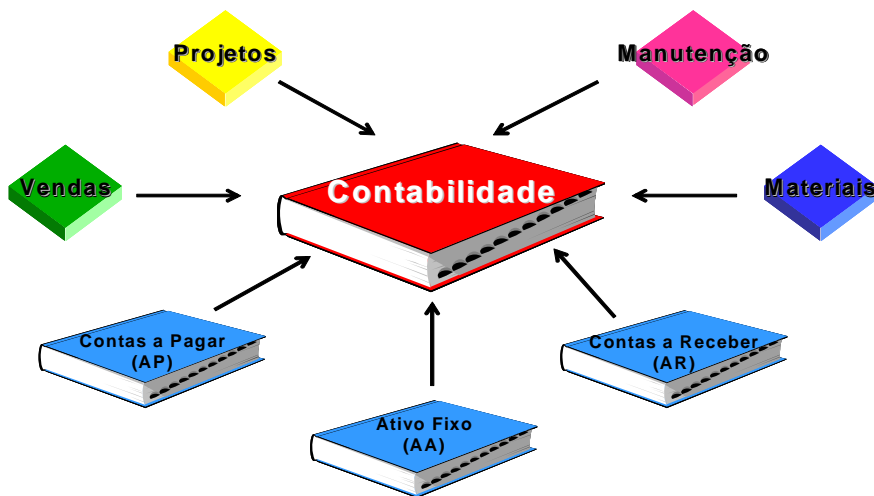 Projetos
Manutenção
Vendas
Contabilidade
Materiais
Contas a Pagar
(AP)
Contas a Receber
(AR)
Ativo Fixo
(AA)